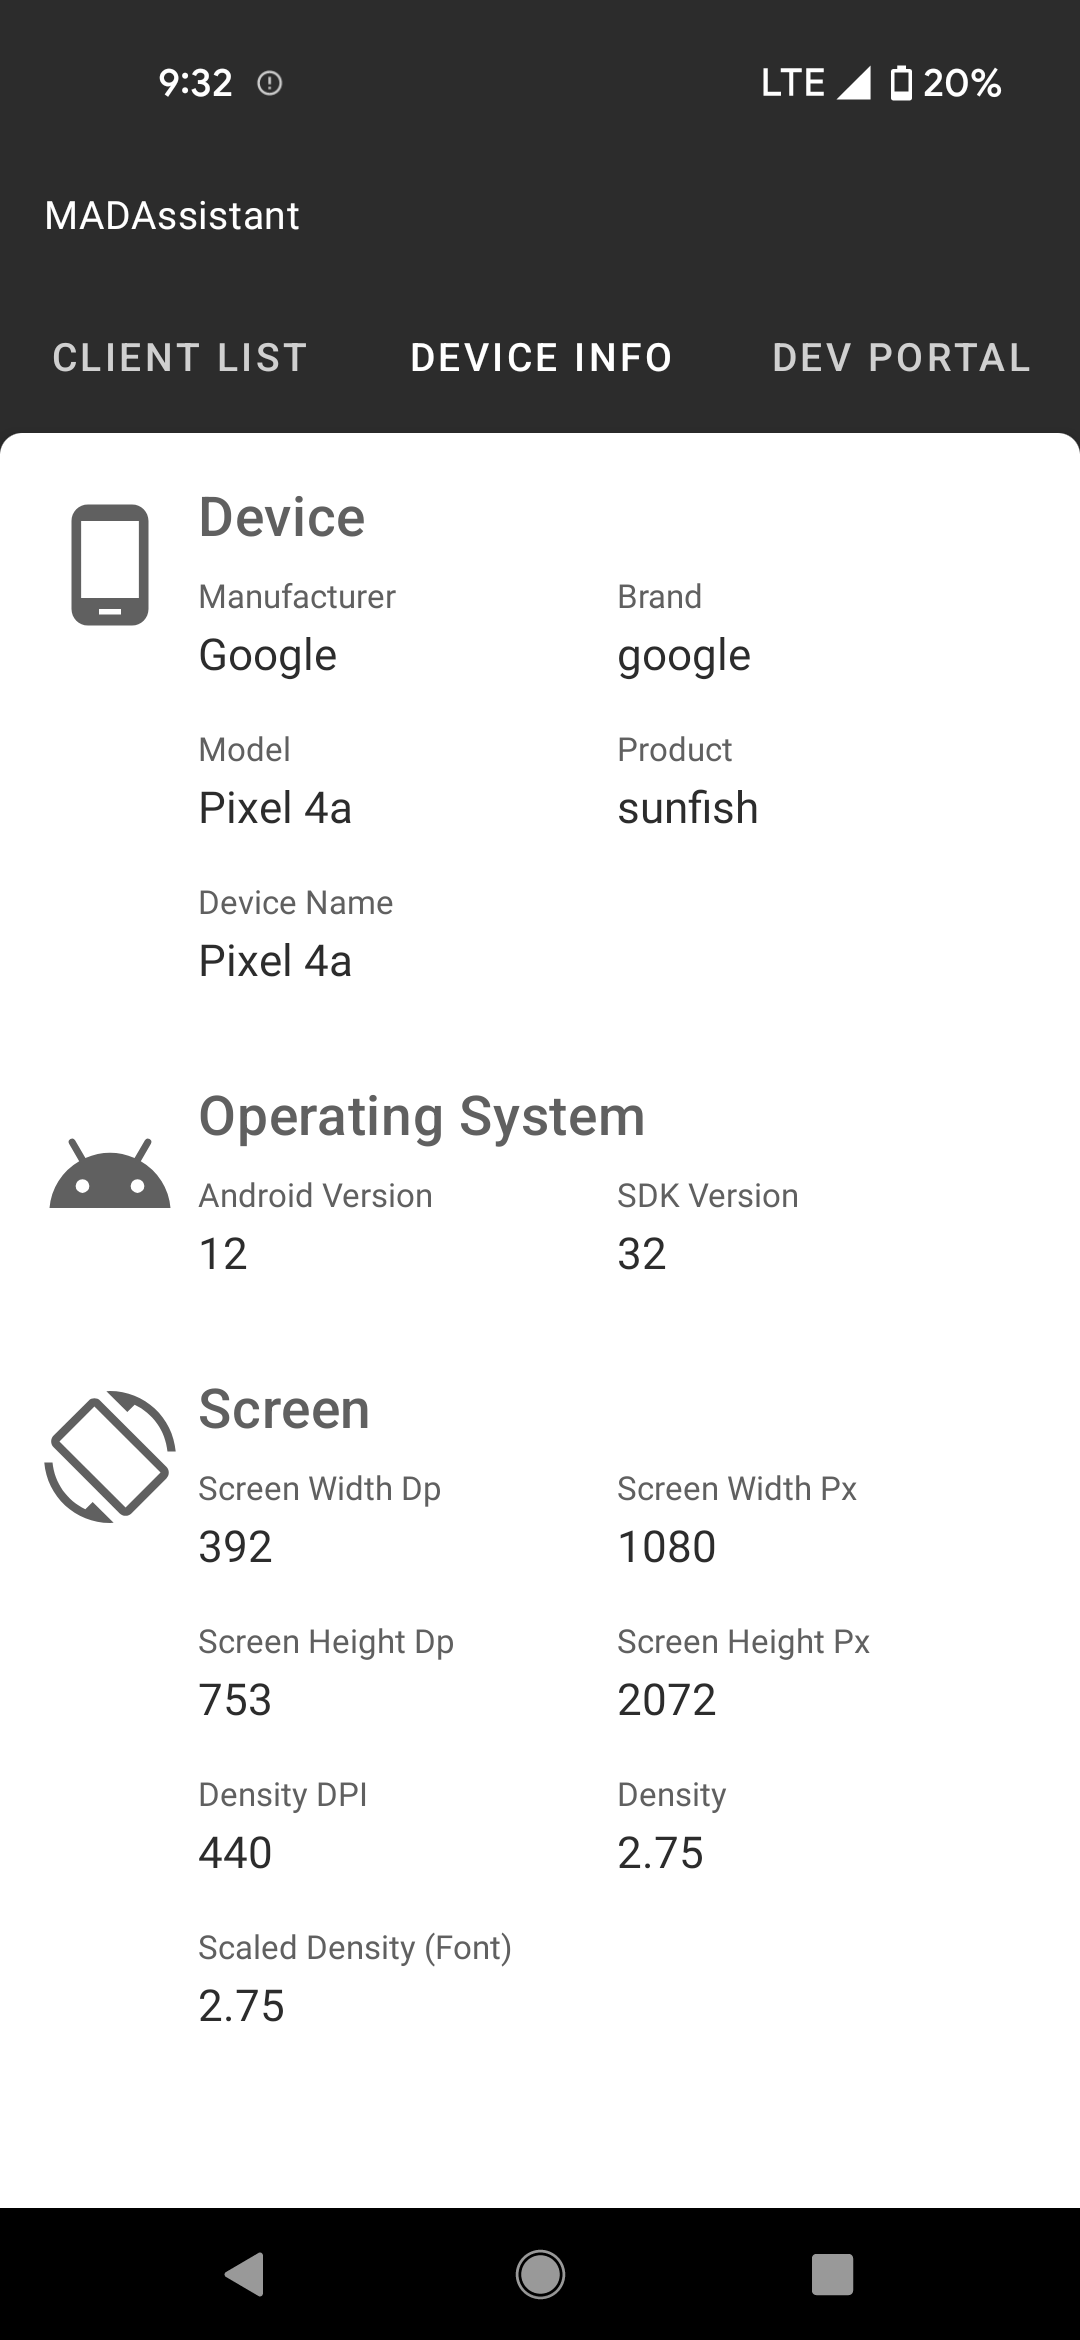 9:32 LTE 20%
MADAssistant
CLIENT LIST DEVICE INFO DEV PORTAL
Device
Manufacturer Brand
Google google
Model Product
Pixel 4a sunfish
Device Name
Pixel 4a
Operating System
Android Version SDK Version
12 32
Screen
Screen Width Dp Screen Width Px
392 1080
Screen Height Dp Screen Height Px
753 2072
Density DPI Density
440 2.75
Scaled Density (Font)
2.75